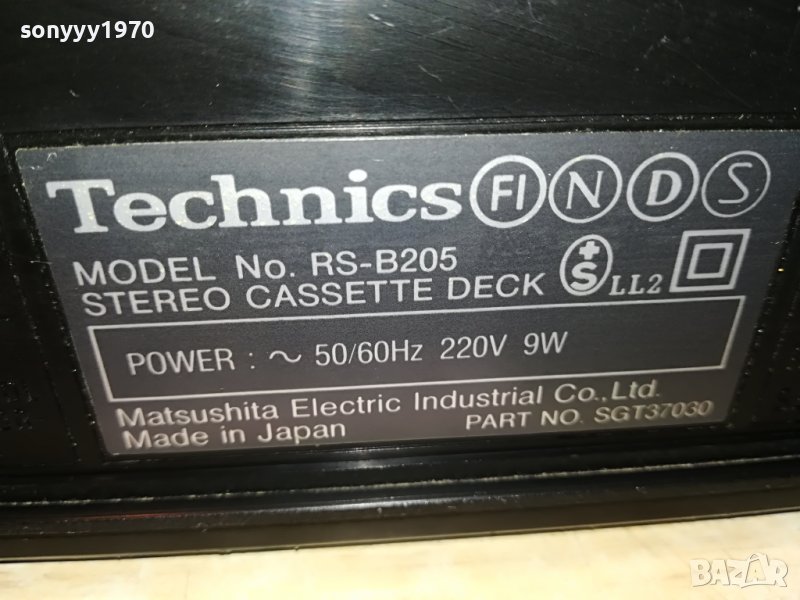 sonyyy1970
Technics FI N D S
MODEL No. RS-B205
STEREO CASSETTE DECK +S LL2
POWER : ~ 50/60Hz 220V 9W
Matsushita Electric Industrial Co., Ltd.
Made in Japan PART NO. SGT37030
BAZAR